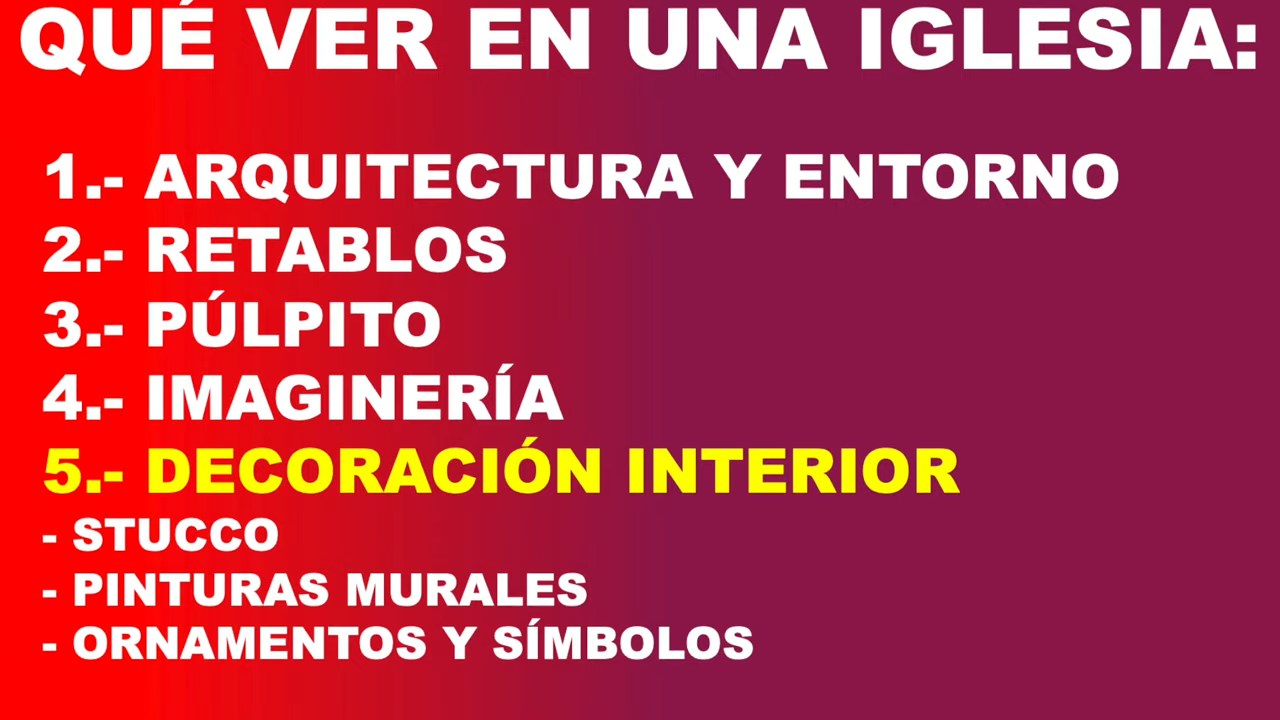 QUÉ VER EN UNA IGLESIA:
1.- ARQUITECTURA Y ENTORNO
2.- RETABLOS
3.- PÚLPITO
4.- IMAGINERÍA
5.- DECORACIÓN INTERIOR
- STUCCO
- PINTURAS MURALES
- ORNAMENTOS Y SÍMBOLOS